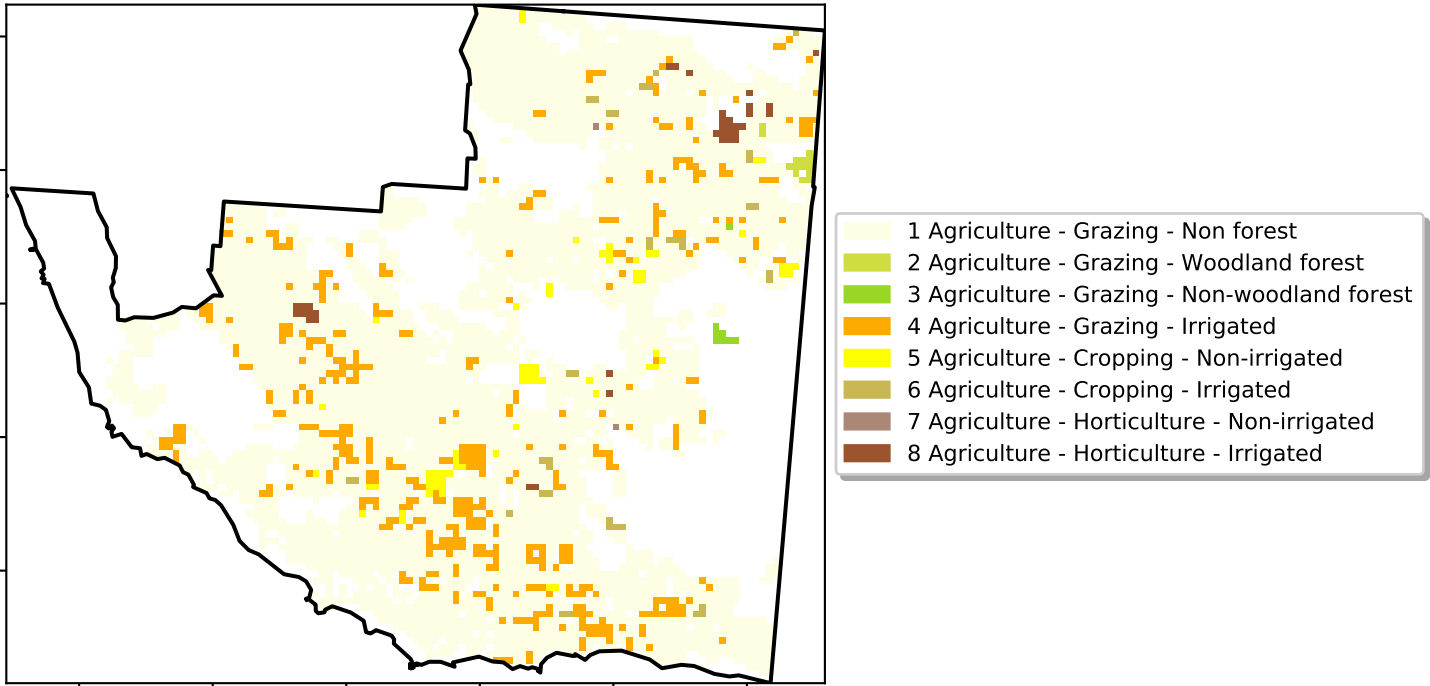 1 Agriculture - Grazing - Non forest
2 Agriculture - Grazing - Woodland forest
3 Agriculture - Grazing - Non-woodland forest
4 Agriculture - Grazing - Irrigated
5 Agriculture - Cropping - Non-irrigated
6 Agriculture - Cropping - Irrigated
7 Agriculture - Horticulture - Non-irrigated
8 Agriculture - Horticulture - Irrigated